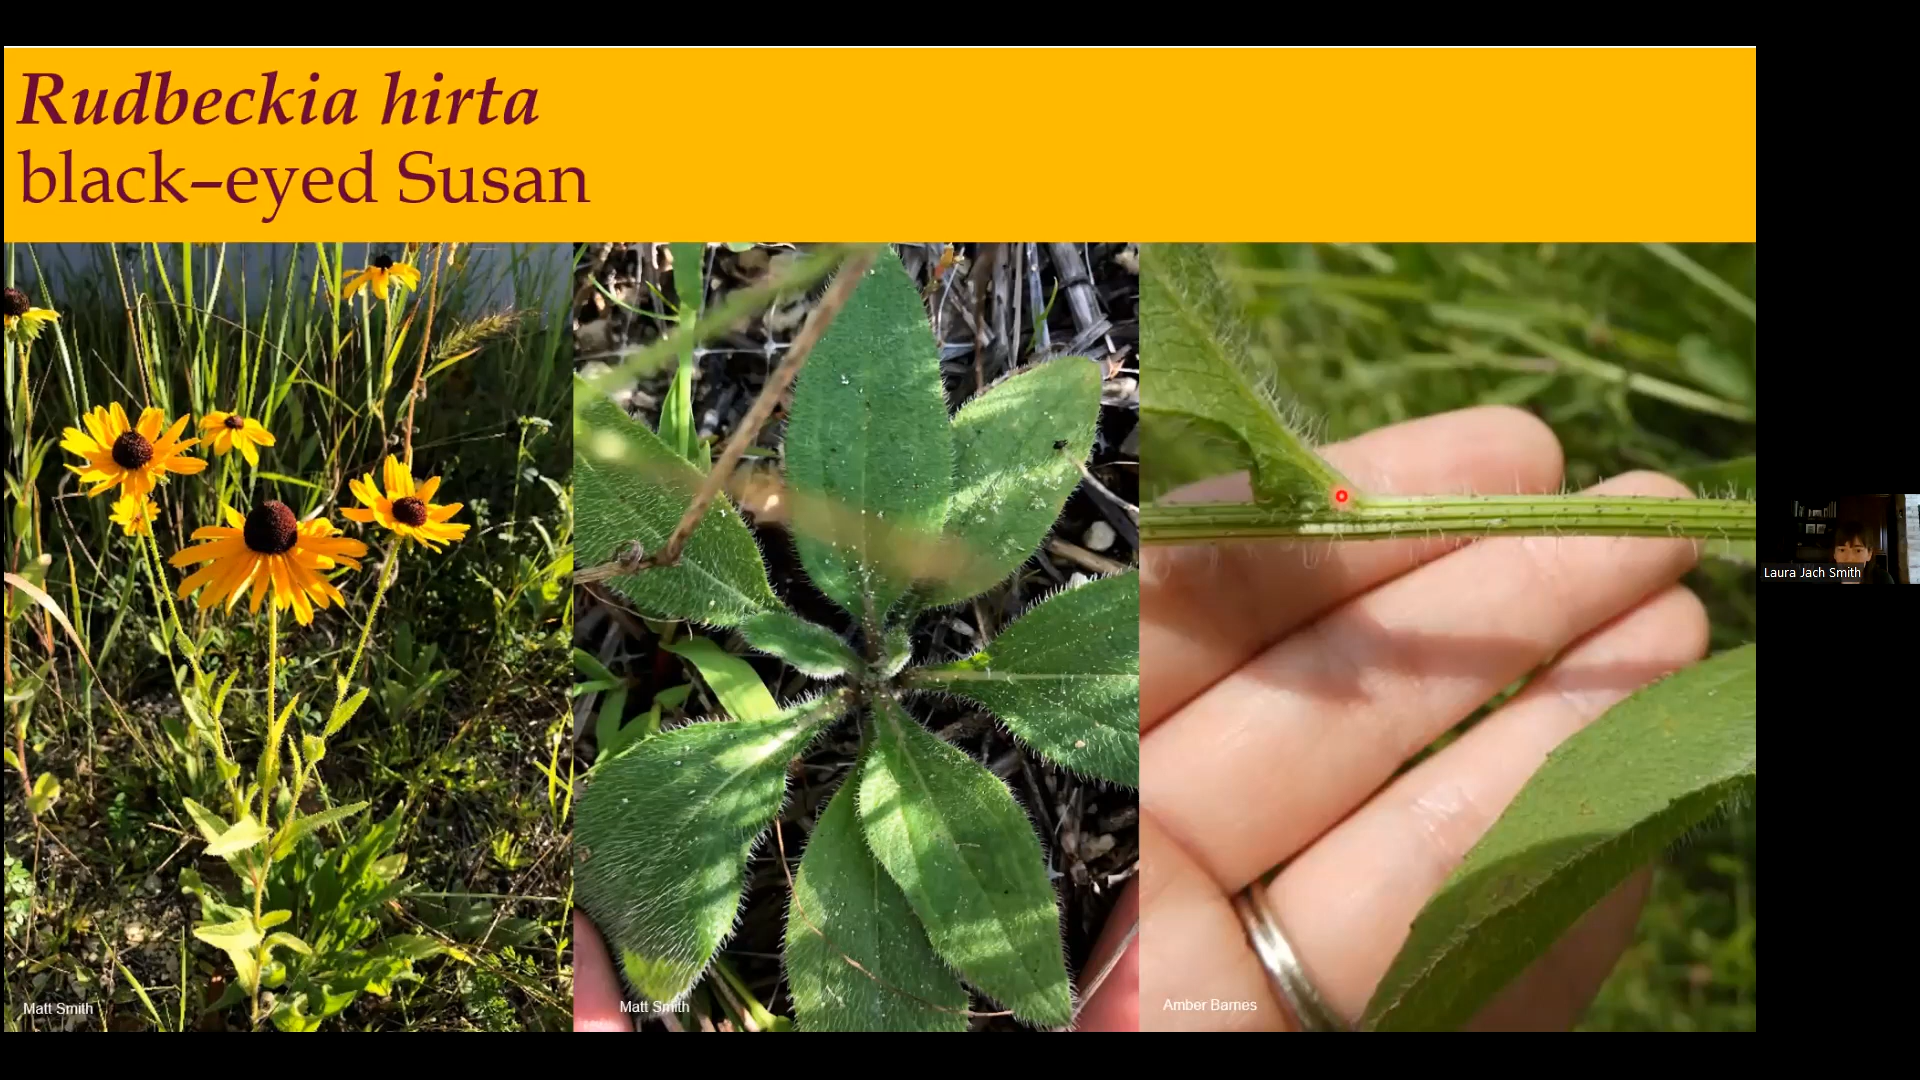 Rudbeckia hirta
black–eyed Susan
Laura Jach Smith
Matt Smith
Matt Smith
Amber Barnes